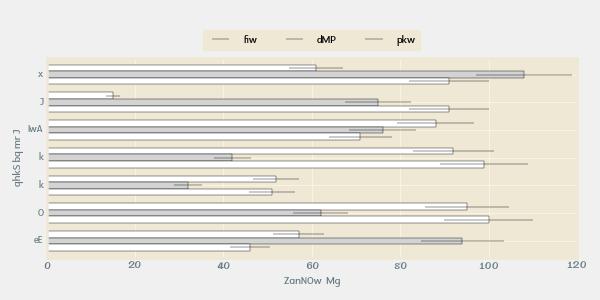 fiw dMP pkw
x
J
lwA
k
k
O
eE
qhkS bq mr J
0 20 40 60 80 100 120
ZanNOw Mg